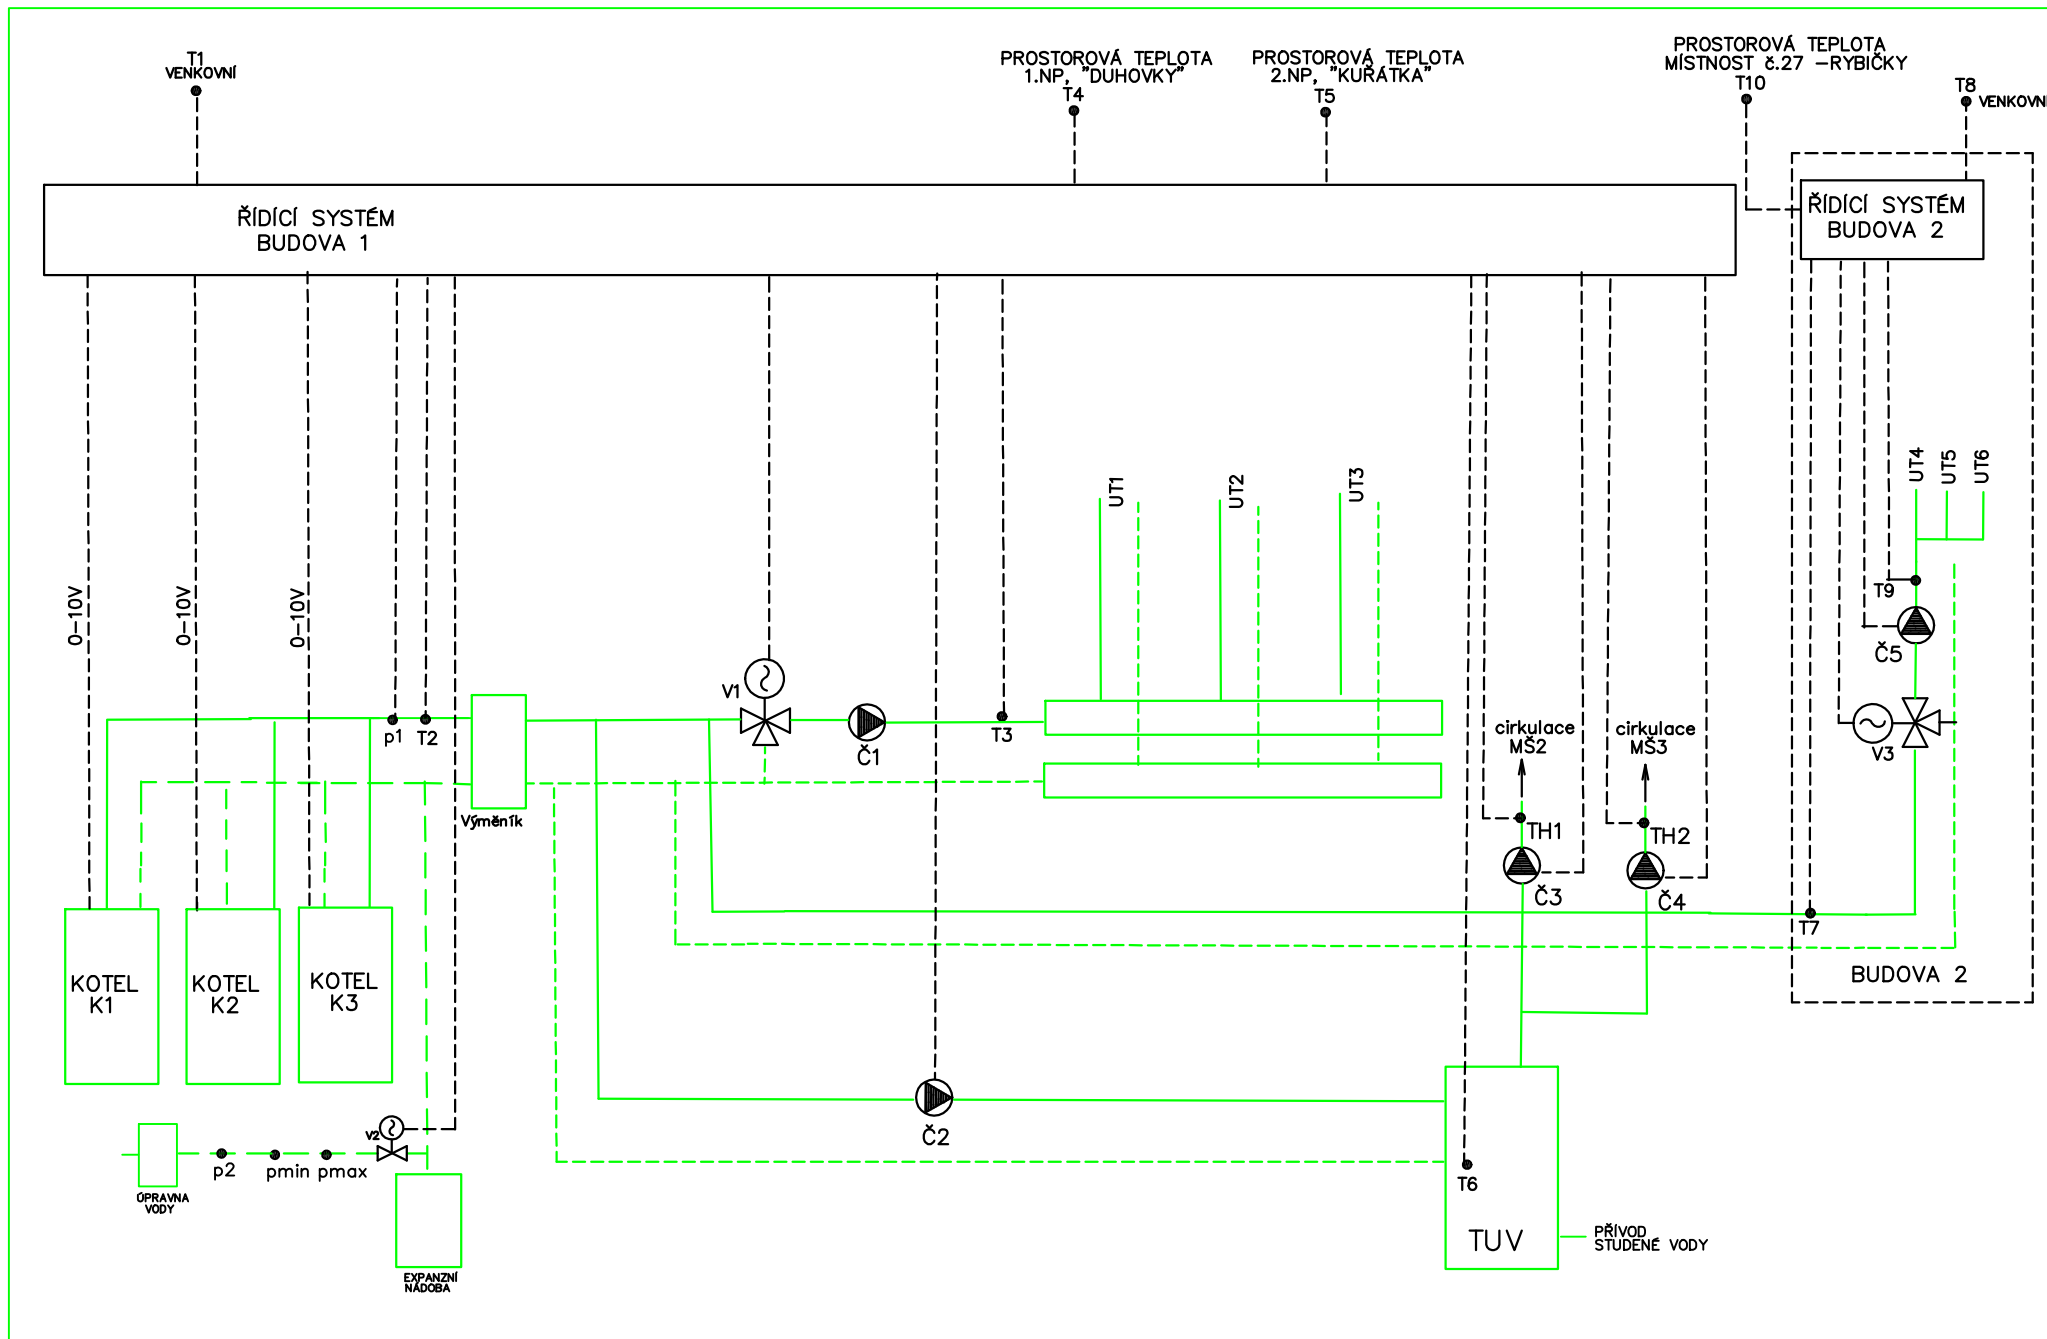 T1
VENKOVNÍ
PROSTOROVÁ TEPLOTA
1.NP, "DUHOVKY"
T4
PROSTOROVÁ TEPLOTA
2.NP, "KUŘÁTKA"
T5
PROSTOROVÁ TEPLOTA
MÍSTNOST č.27 -RYBIČKY
T10
T8
VENKOVNÍ
ŘÍDÍCÍ SYSTÉM
BUDOVA 1
ŘÍDÍCÍ SYSTÉM
BUDOVA 2
0-10V
0-10V
0-10V
UT1
UT2
UT3
UT4
UT5
UT6
T9
Č5
V3
V1
Č1
T3
p1
T2
Výměník
cirkulace
MŠ2
cirkulace
MŠ3
TH1
TH2
Č3
Č4
T7
BUDOVA 2
KOTEL
K1
KOTEL
K2
KOTEL
K3
Č2
V2
p2
pmin
pmax
ÚPRAVNA
VODY
EXPANZNÍ
NÁDOBA
T6
TUV
PŘÍVOD
STUDENÉ VODY